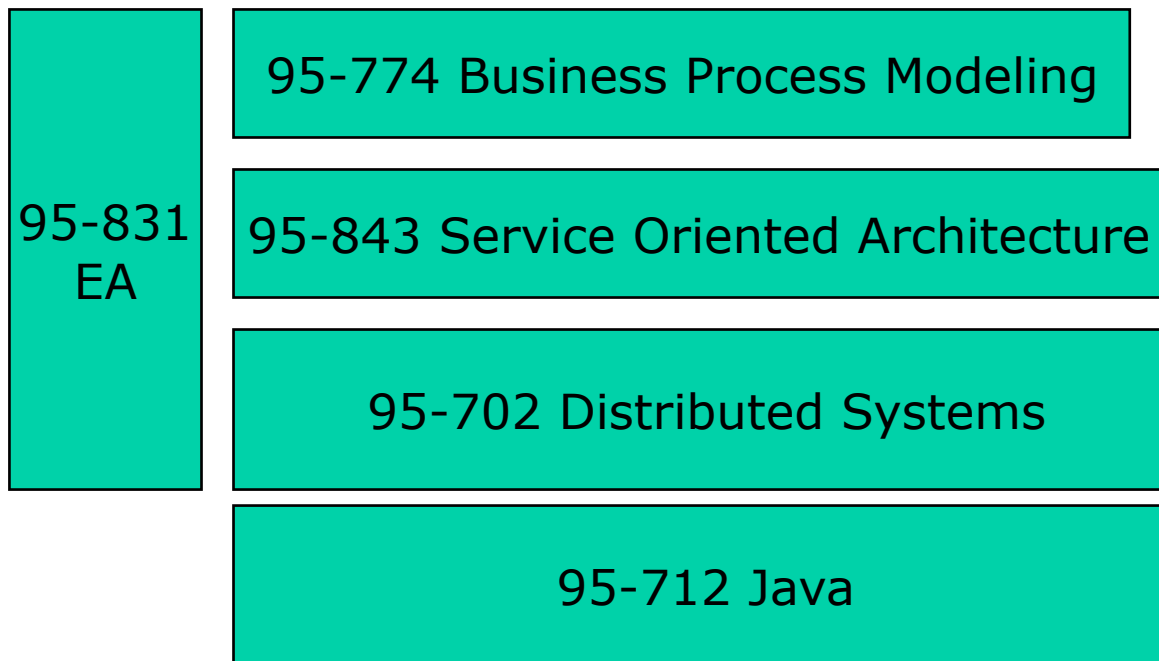 95-774 Business Process Modeling
95-831
EA
95-843 Service Oriented Architecture
95-702 Distributed Systems
95-712 Java